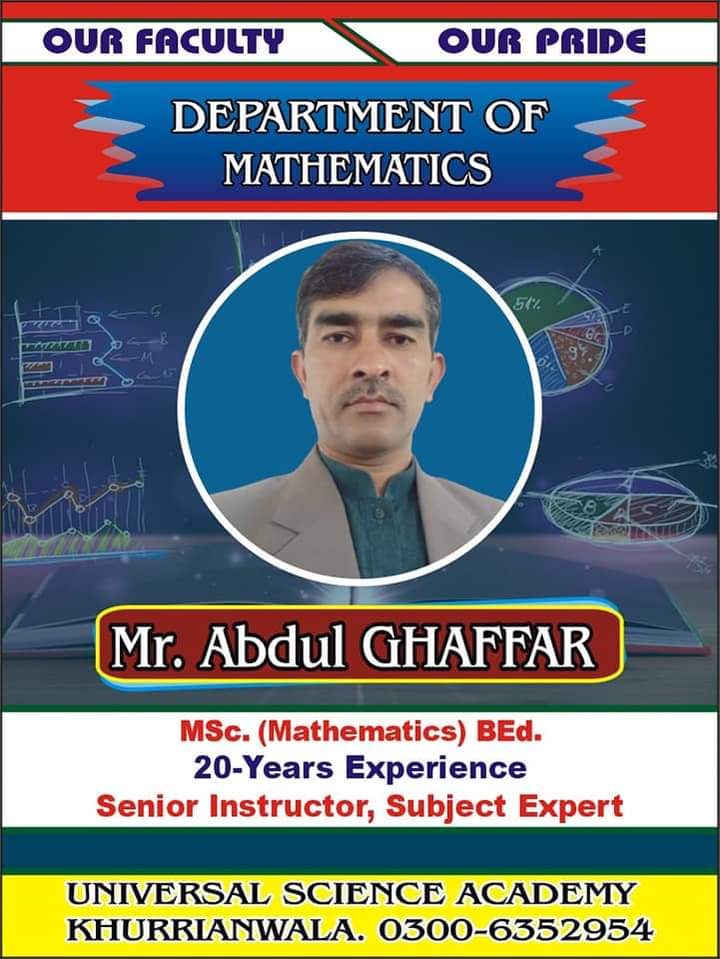 OUR FACULTY OUR PRIDE
DEPARTMENT OF
MATHEMATICS
51%
A
E
D
C
B
A
Mr. Abdul GHAFFAR
MSc. (Mathematics) BEd.
20-Years Experience
Senior Instructor, Subject Expert
UNIVERSAL SCIENCE ACADEMY
KHURRIANWALA. 0300-6352954